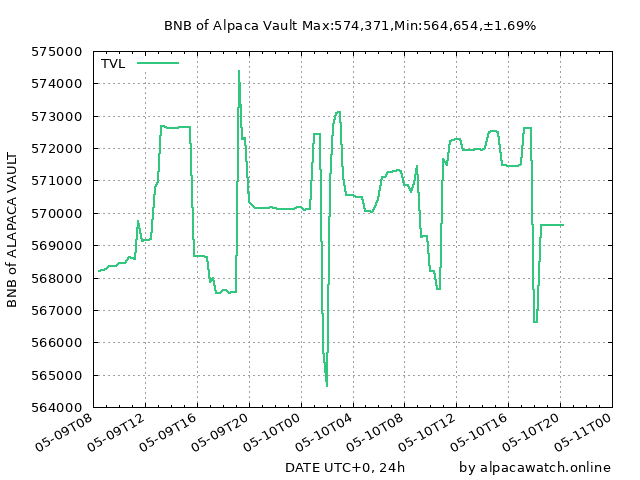 BNB of Alpaca Vault Max:574,371,Min:564,654,±1.69%
TVL
BNB of ALAPACA VAULT
575000
574000
573000
572000
571000
570000
569000
568000
567000
566000
565000
564000
05-09T08
05-09T12
05-09T16
05-09T20
05-10T00
05-10T04
05-10T08
05-10T12
05-10T16
05-10T20
05-11T00
DATE UTC+0, 24h
by alpacawatch.online